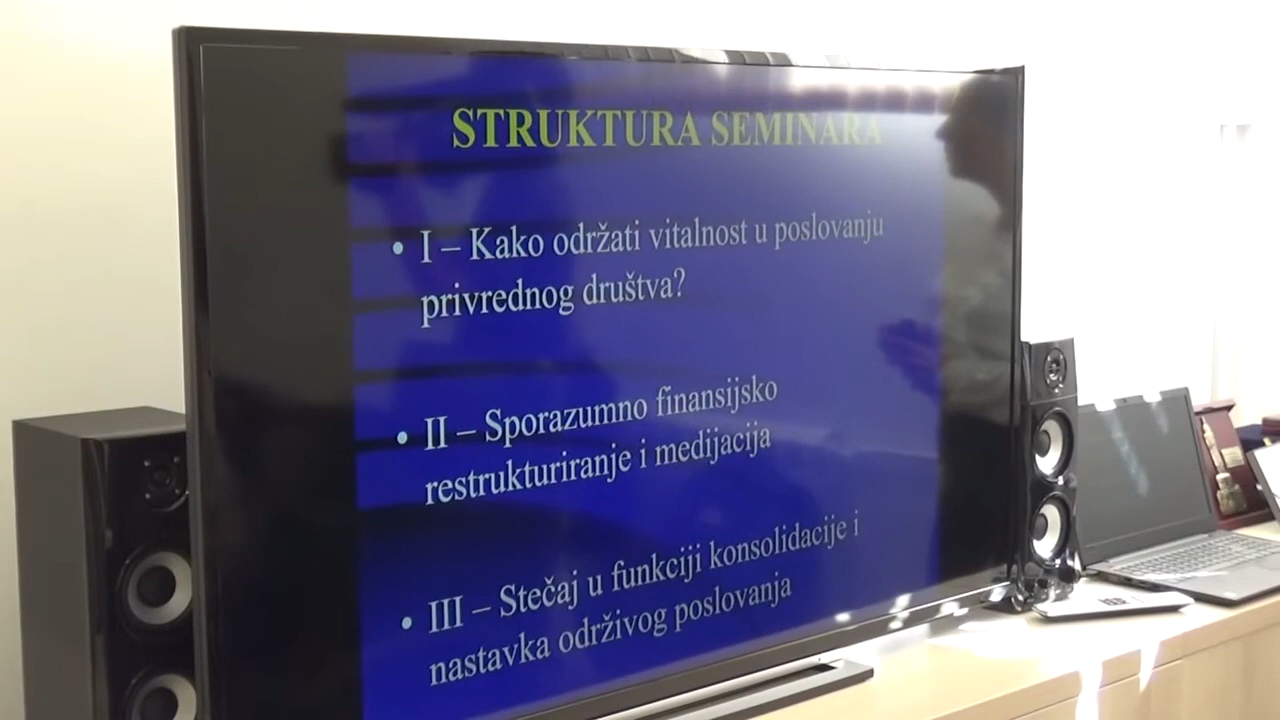 STRUKTURA SEMINARA
• I – Kako održati vitalnost u poslovanju
privrednog društva?
• II – Sporazumno finansijsko
restrukturiranje i medijacija
• III – Stečaj u funkciji konsolidacije i
nastavka održivog poslovanja